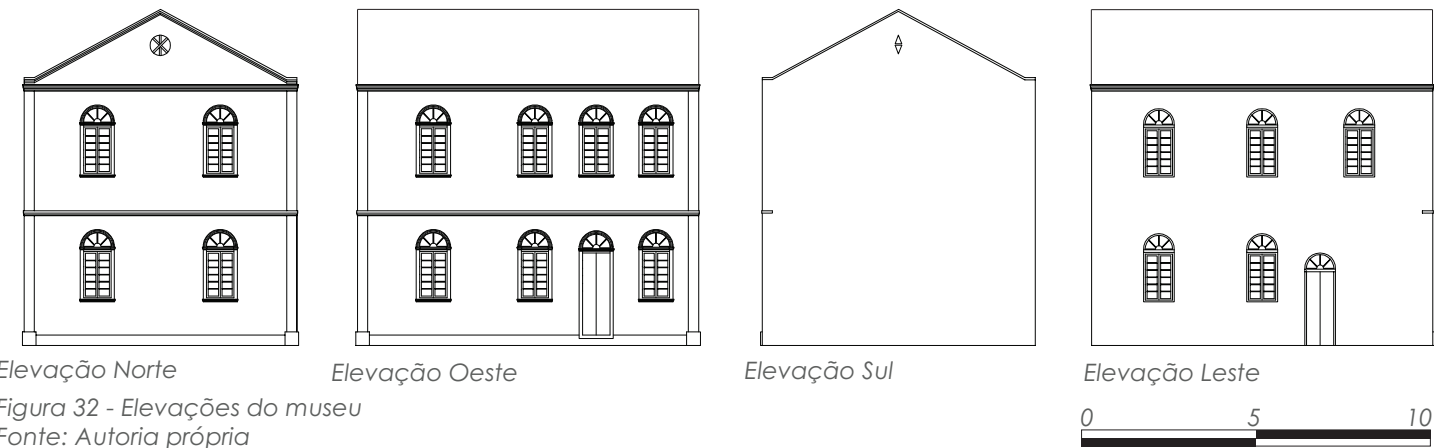 Elevação Norte
Elevação Oeste
Elevação Sul
Elevação Leste
Figura 32 - Elevações do museu
Fonte: Autoria própria
0 5 10